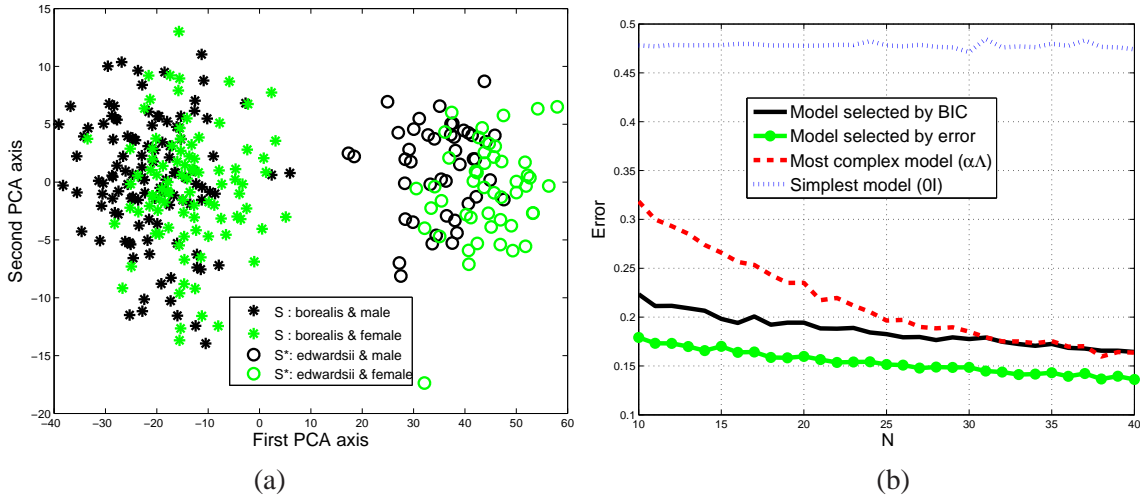 15
10
5
0
−5
−10
−15
−20
−40
−30
−20
−10
0
10
20
30
40
50
60
Second PCA axis
First PCA axis
S : borealis & male
S : borealis & female
S*: edwardsii & male
S*: edwardsii & female
(a)
0.5
0.45
0.4
0.35
0.3
0.25
0.2
0.15
0.1
10
15
20
25
30
35
40
Error
N
Model selected by BIC
Model selected by error
Most complex model (αΛ)
Simplest model (0I)
(b)